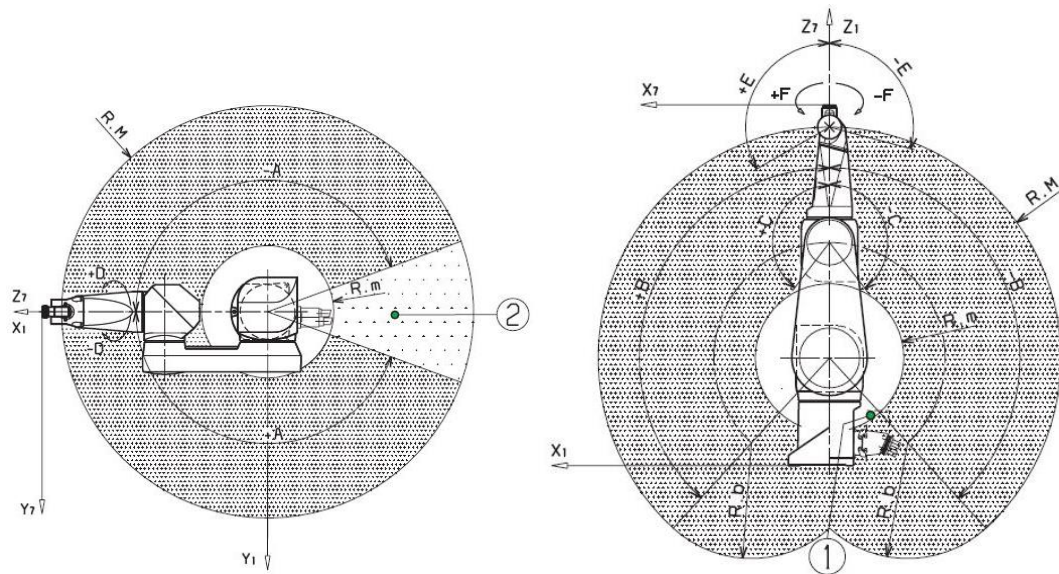 R.M
-A
+D
-D
Z7
X1
R.m
2
+A
Y7
Y1
Z7 Z1
+E
-E
X7
+F
-F
R.M
+C
-C
+B
-B
R.m
X1
R.b
R.b
1